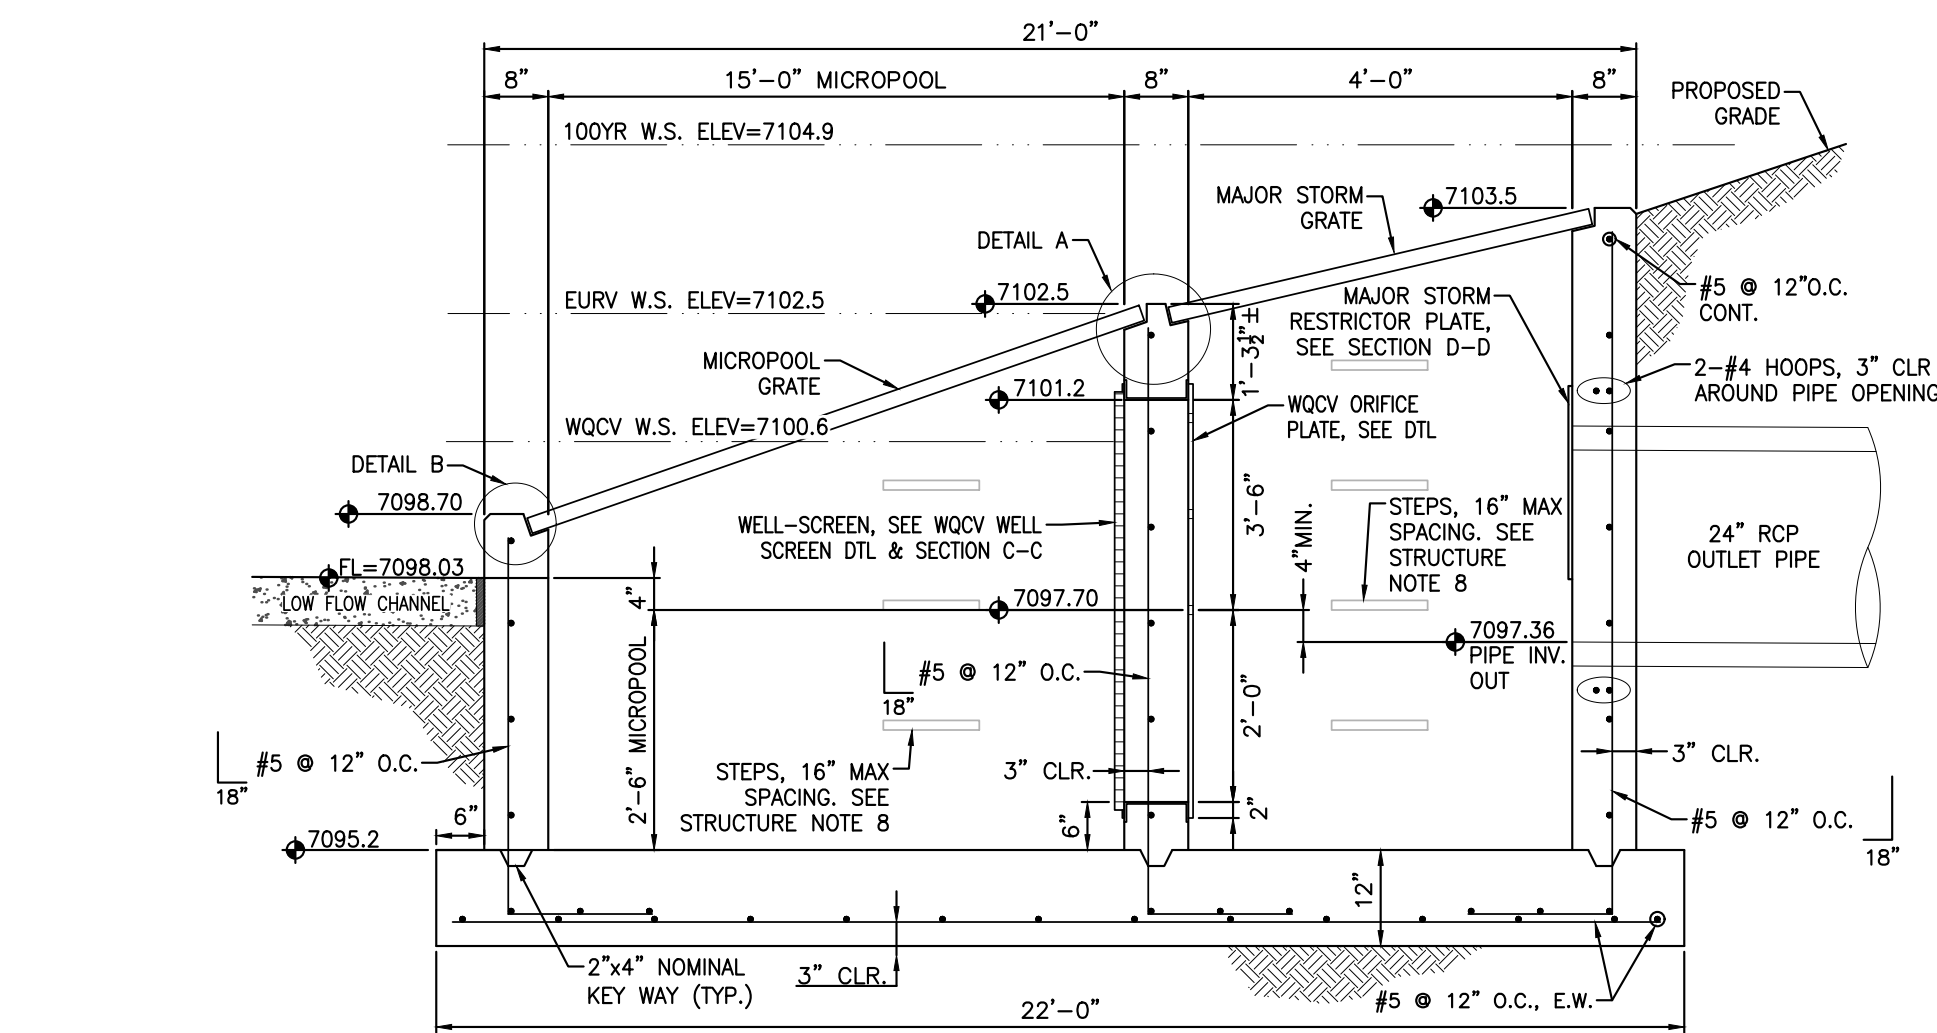 21'-0"
8"
15'-0" MICROPOOL
8"
4'-0"
8"
PROPOSED
GRADE
100YR W.S. ELEV=7104.9
MAJOR STORM
GRATE
7103.5
DETAIL A
EURV W.S. ELEV=7102.5
7102.5
MAJOR STORM
RESTRICTOR PLATE,
SEE SECTION D-D
1'-3½" ±
#5 @ 12"O.C.
CONT.
MICROPOOL
GRATE
7101.2
2-#4 HOOPS, 3" CLR
AROUND PIPE OPENING
WQCV ORIFICE
PLATE, SEE DTL
WQCV W.S. ELEV=7100.6
DETAIL B
7098.70
WELL-SCREEN, SEE WQCV WELL
SCREEN DTL & SECTION C-C
3'-6"
4"MIN.
STEPS, 16" MAX
SPACING. SEE
STRUCTURE
NOTE 8
24" RCP
OUTLET PIPE
FL=7098.03
LOW FLOW CHANNEL
4"
7097.70
7097.36
PIPE INV.
OUT
#5 @ 12" O.C.
18"
2'-6" MICROPOOL
2'-0"
#5 @ 12" O.C.
18"
STEPS, 16" MAX
SPACING. SEE
STRUCTURE NOTE 8
3" CLR.
3" CLR.
6"
6"
2"
#5 @ 12" O.C.
18"
7095.2
12"
2"x4" NOMINAL
KEY WAY (TYP.)
3" CLR.
#5 @ 12" O.C., E.W.
22'-0"